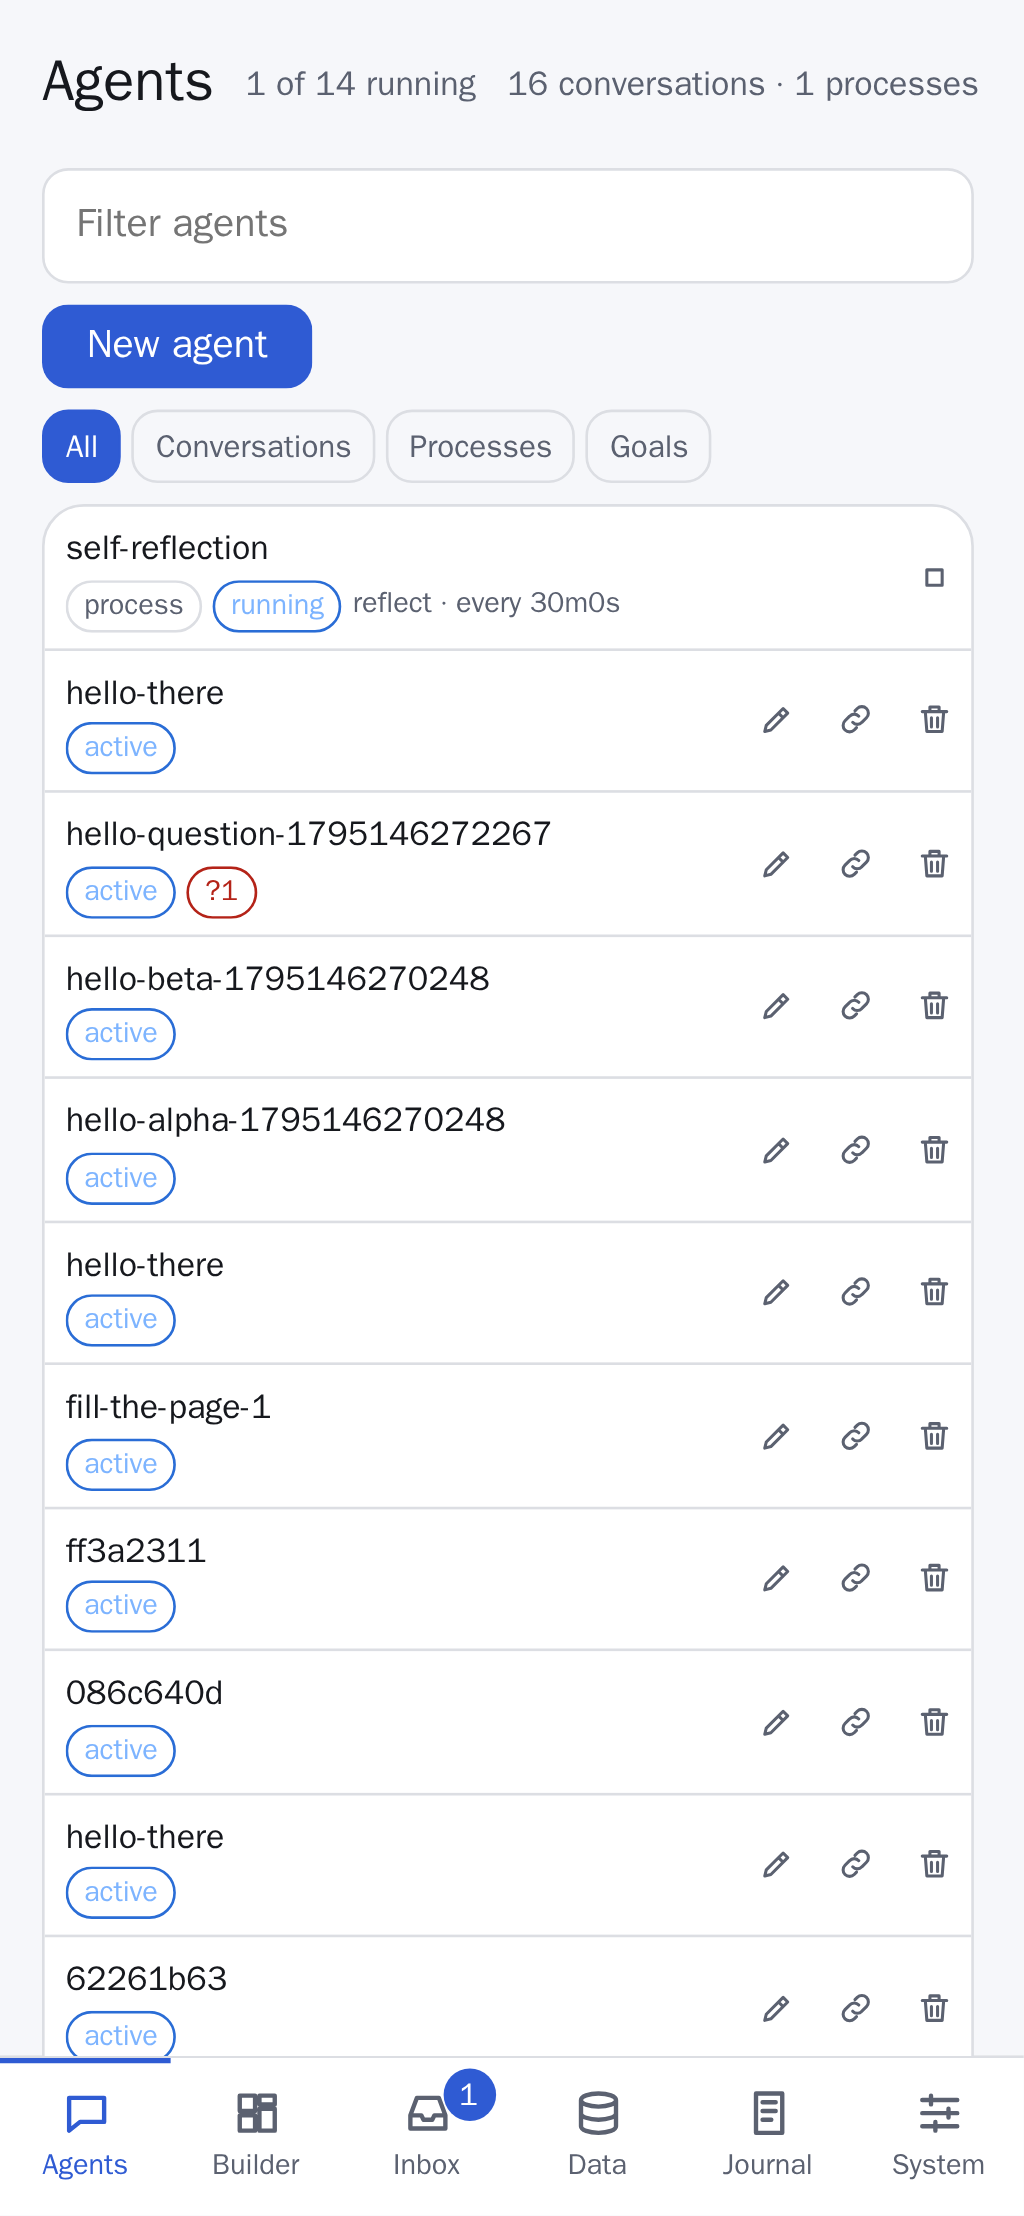 Agents 1 of 14 running 16 conversations · 1 processes
Filter agents
New agent
All Conversations Processes Goals
self-reflection
process running reflect · every 30m0s
hello-there
active
hello-question-1795146272267
active ?1
hello-beta-1795146270248
active
hello-alpha-1795146270248
active
hello-there
active
fill-the-page-1
active
ff3a2311
active
086c640d
active
hello-there
active
62261b63
active
1
Agents Builder Inbox Data Journal System